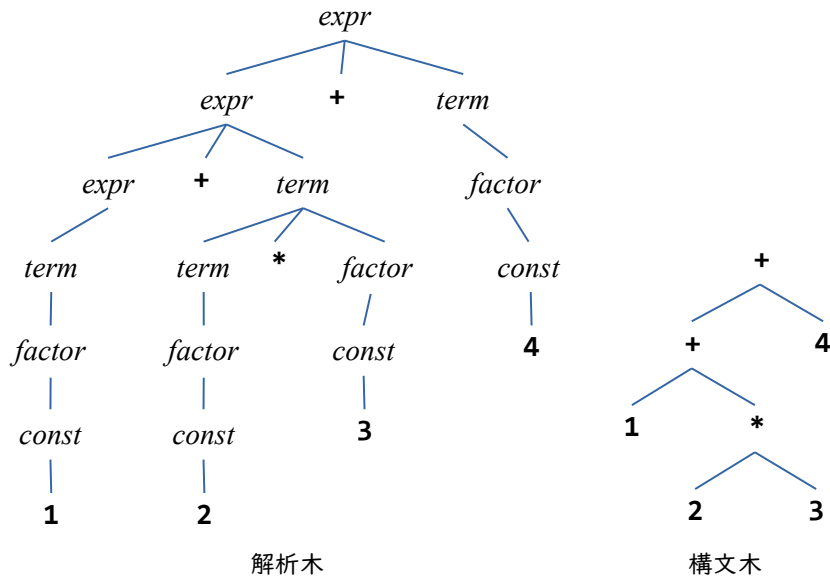 expr
expr + term
expr + term factor
term term * factor const +
factor factor const 4 + 4
const const 3 1 *
1 2 2 3
解析木 構文木